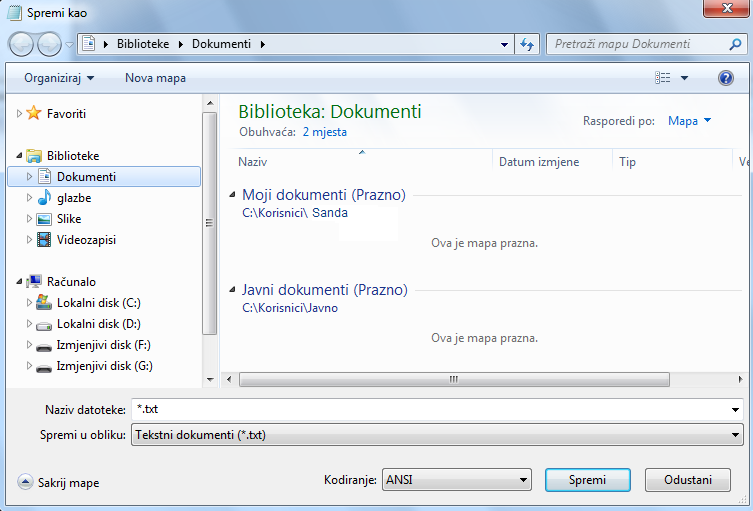 Spremi kao
Biblioteke Dokumenti
Pretraži mapu Dokumenti
Organiziraj Nova mapa
Favoriti
Biblioteke
Dokumenti
glazbe
Slike
Videozapisi
Računalo
Lokalni disk (C:)
Lokalni disk (D:)
Izmjenjivi disk (F:)
Izmjenjivi disk (G:)
Biblioteka: Dokumenti
Obuhvaća: 2 mjesta
Rasporedi po: Mapa
Naziv Datum izmjene Tip Ve
Moji dokumenti (Prazno)
C:\Korisnici\ Sanda
Ova je mapa prazna.
Javni dokumenti (Prazno)
C:\Korisnici\Javno
Ova je mapa prazna.
Naziv datoteke: *.txt
Spremi u obliku: Tekstni dokumenti (*.txt)
Sakrij mape
Kodiranje: ANSI
Spremi
Odustani